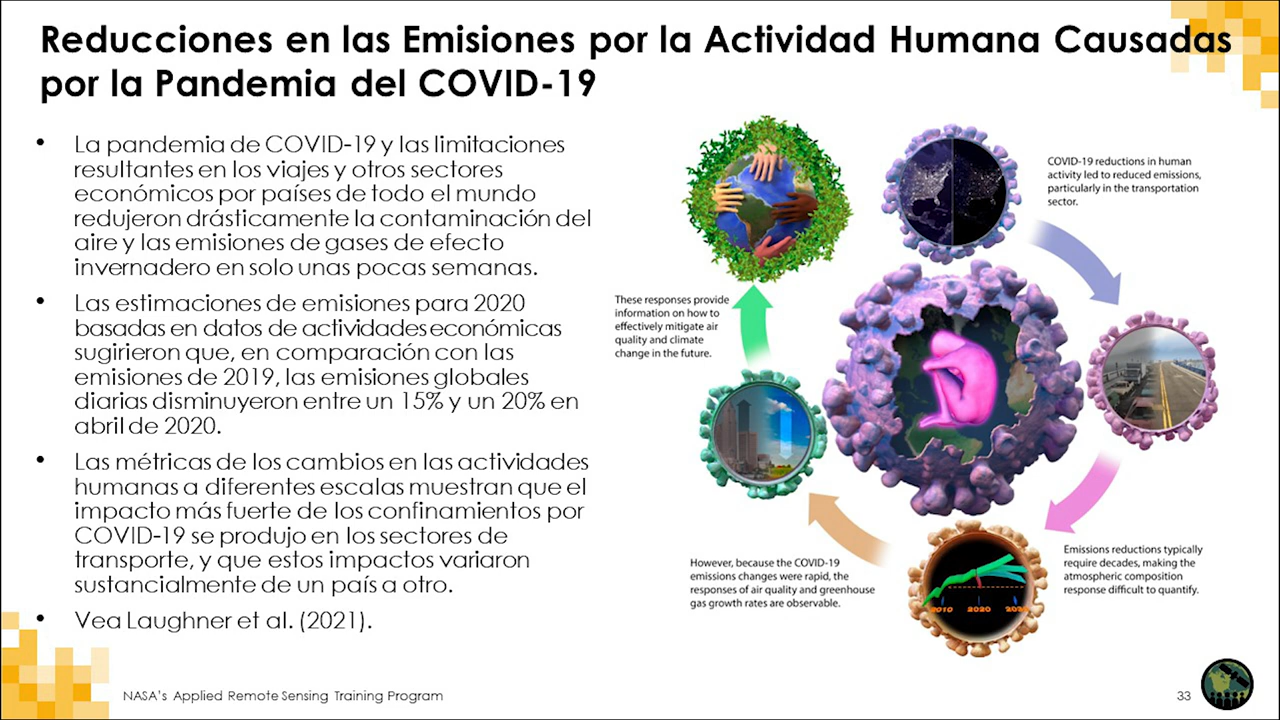 Reducciones en las Emisiones por la Actividad Humana Causadas
por la Pandemia del COVID-19
• La pandemia de COVID-19 y las limitaciones
resultantes en los viajes y otros sectores
económicos por países de todo el mundo
redujeron drásticamente la contaminación del
aire y las emisiones de gases de efecto
invernadero en solo unas pocas semanas.
• Las estimaciones de emisiones para 2020
basadas en datos de actividades económicas
sugirieron que, en comparación con las
emisiones de 2019, las emisiones globales
diarias disminuyeron entre un 15% y un 20% en
abril de 2020.
• Las métricas de los cambios en las actividades
humanas a diferentes escalas muestran que el
impacto más fuerte de los confinamientos por
COVID-19 se produjo en los sectores de
transporte, y que estos impactos variaron
sustancialmente de un país a otro.
• Vea Laughner et al. (2021).
COVID-19 reductions in human
activity led to reduced emissions,
particularly in the transportation
sector.
Emissions reductions typically
require decades, making the
atmospheric composition
response difficult to quantify.
2010 2020
However, because the COVID-19
emissions changes were rapid, the
responses of air quality and greenhouse
gas growth rates are observable.
These responses provide
information on how to
effectively mitigate air
quality and climate
change in the future.
NASA's Applied Remote Sensing Training Program
33